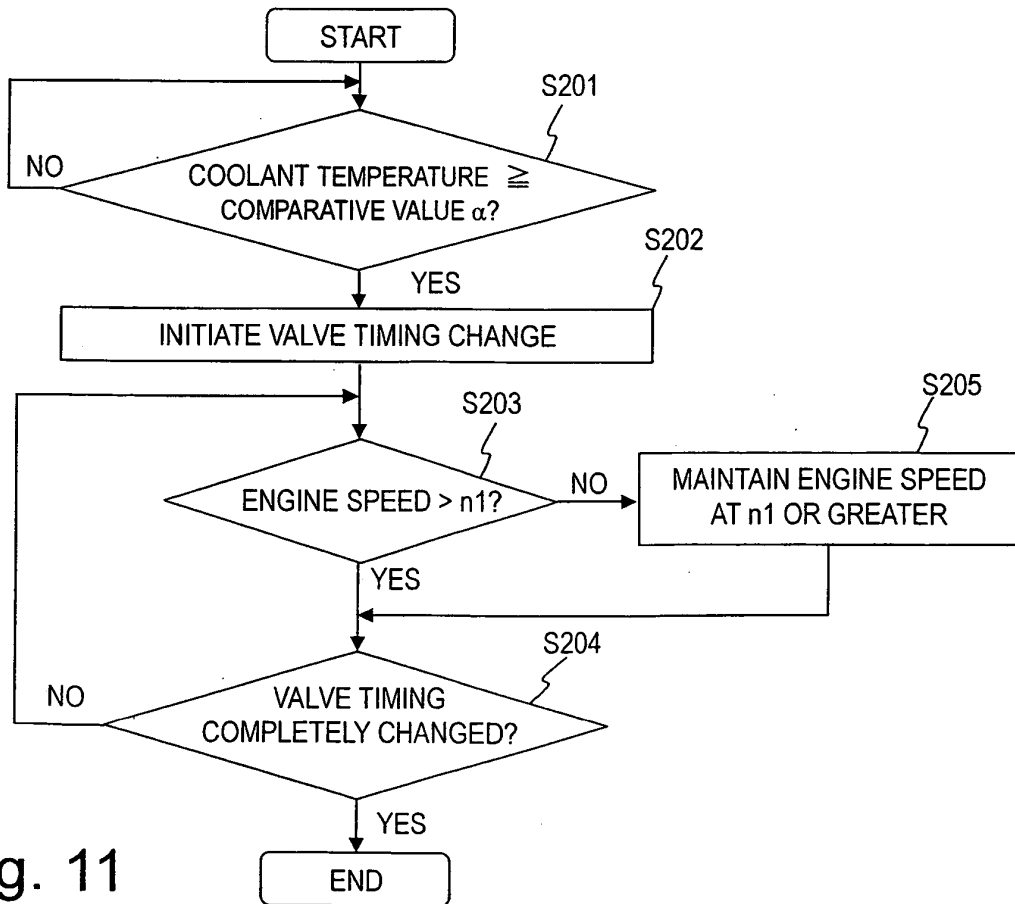 START
S201
NO
COOLANT TEMPERATURE ≧
COMPARATIVE VALUE α?
S202
YES
INITIATE VALVE TIMING CHANGE
S203
S205
ENGINE SPEED > n1?
NO
MAINTAIN ENGINE SPEED
AT n1 OR GREATER
YES
S204
NO
VALVE TIMING
COMPLETELY CHANGED?
YES
END
g. 11